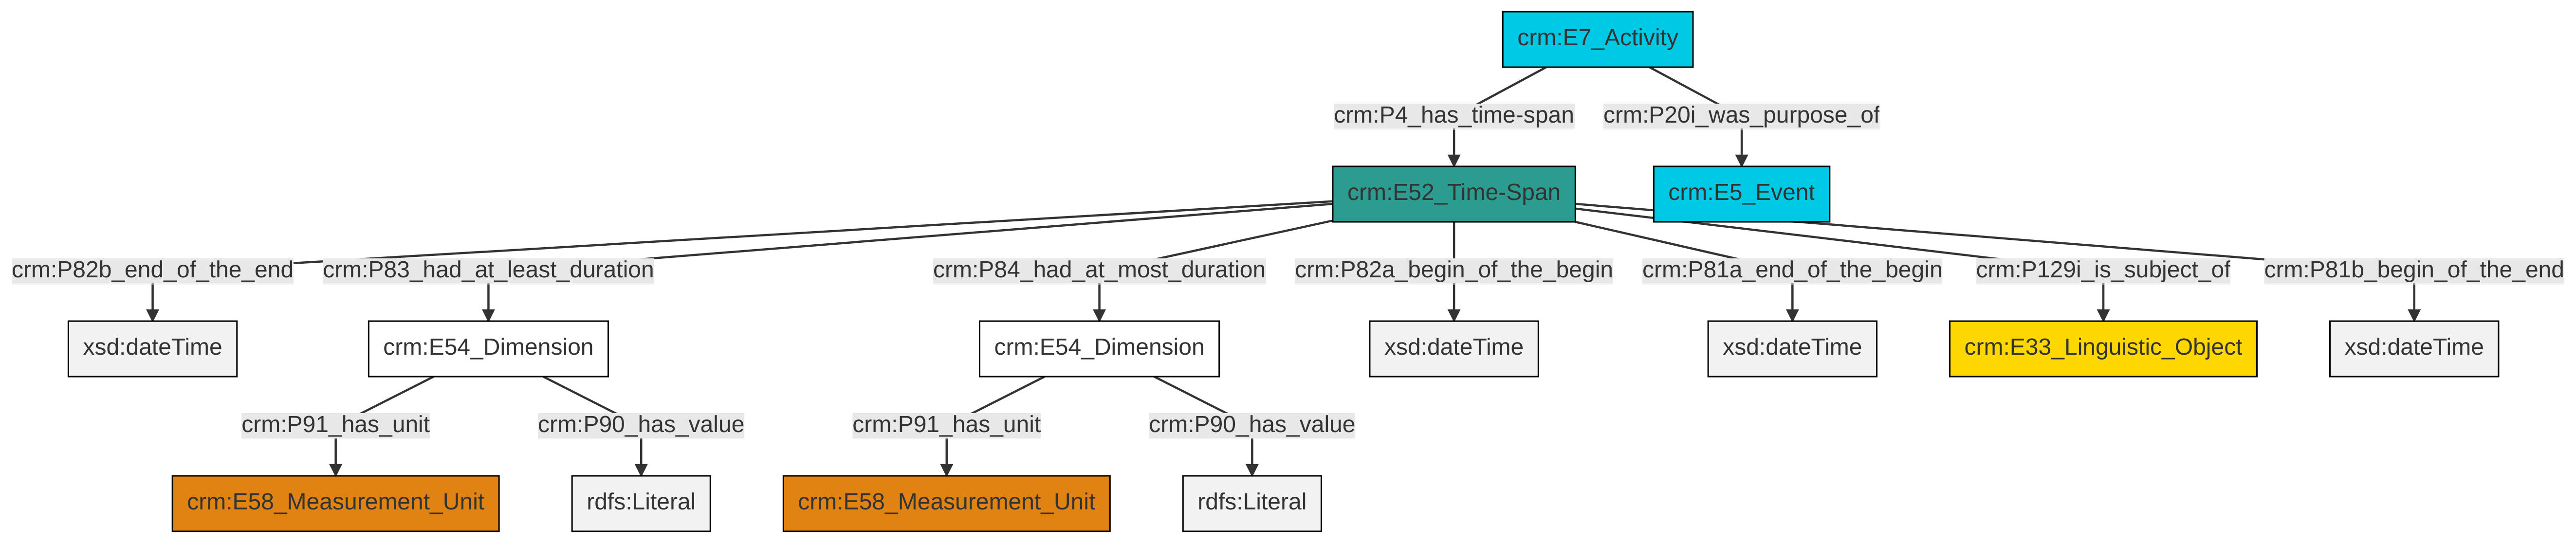 crm:E7_Activity
crm:P4_has_time-span
crm:P20i_was_purpose_of
crm:E52_Time-Span
crm:E5_Event
crm:P82b_end_of_the_end
crm:P83_had_at_least_duration
crm:P84_had_at_most_duration
crm:P82a_begin_of_the_begin
crm:P81a_end_of_the_begin
crm:P129i_is_subject_of
crm:P81b_begin_of_the_end
xsd:dateTime
crm:E54_Dimension
crm:E54_Dimension
xsd:dateTime
xsd:dateTime
crm:E33_Linguistic_Object
xsd:dateTime
crm:P91_has_unit
crm:P90_has_value
crm:P91_has_unit
crm:P90_has_value
crm:E58_Measurement_Unit
rdfs:Literal
crm:E58_Measurement_Unit
rdfs:Literal